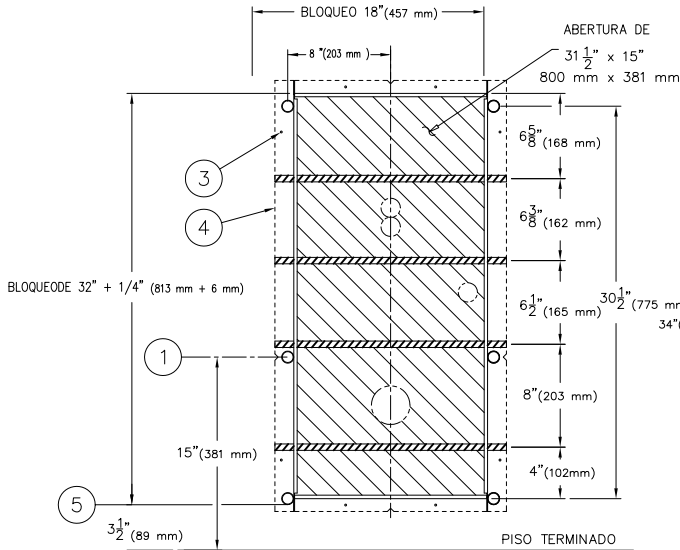 BLOQUEO 18"(457 mm)
8 "(203 mm)
ABERTURA DE
31 1/2" x 15"
800 mm x 381 mm
6 5/8" (168 mm)
3
4
6 3/8" (162 mm)
BLOQUEODE 32" + 1/4" (813 mm + 6 mm)
6 1/2" (165 mm)
30 1/2" (775 mm
34"(
1
8"(203 mm)
15"(381 mm)
4"(102mm)
5
3 1/2" (89 mm)
PISO TERMINADO